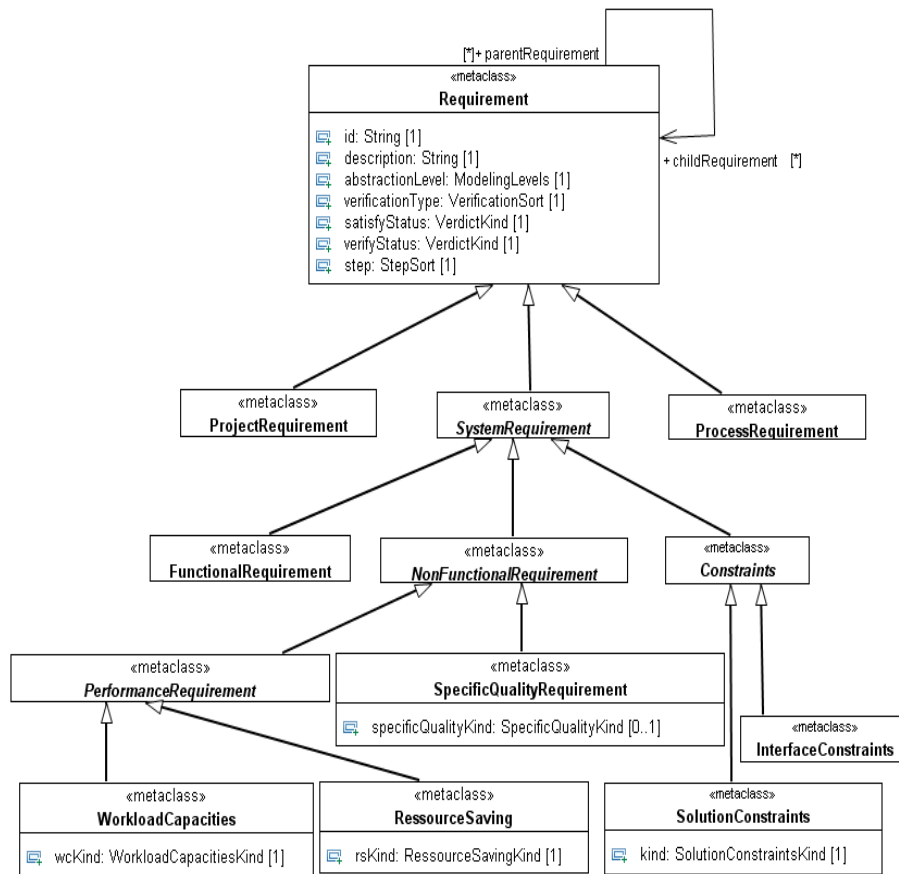 [*]+ parentRequirement
«metaclass»
Requirement
id: String [1]
description: String [1]
abstractionLevel: ModelingLevels [1]
verificationType: VerificationSort [1]
satisfyStatus: VerdictKind [1]
verifyStatus: VerdictKind [1]
step: StepSort [1]
+ childRequirement [*]
«metaclass»
ProjectRequirement
«metaclass»
SystemRequirement
«metaclass»
ProcessRequirement
«metaclass»
FunctionalRequirement
«metaclass»
NonFunctionalRequirement
«metaclass»
Constraints
«metaclass»
PerformanceRequirement
«metaclass»
SpecificQualityRequirement
specificQualityKind: SpecificQualityKind [0..1]
«metaclass»
InterfaceConstraints
«metaclass»
WorkloadCapacities
wcKind: WorkloadCapacitiesKind [1]
«metaclass»
RessourceSaving
rsKind: RessourceSavingKind [1]
«metaclass»
SolutionConstraints
kind: SolutionConstraintsKind [1]